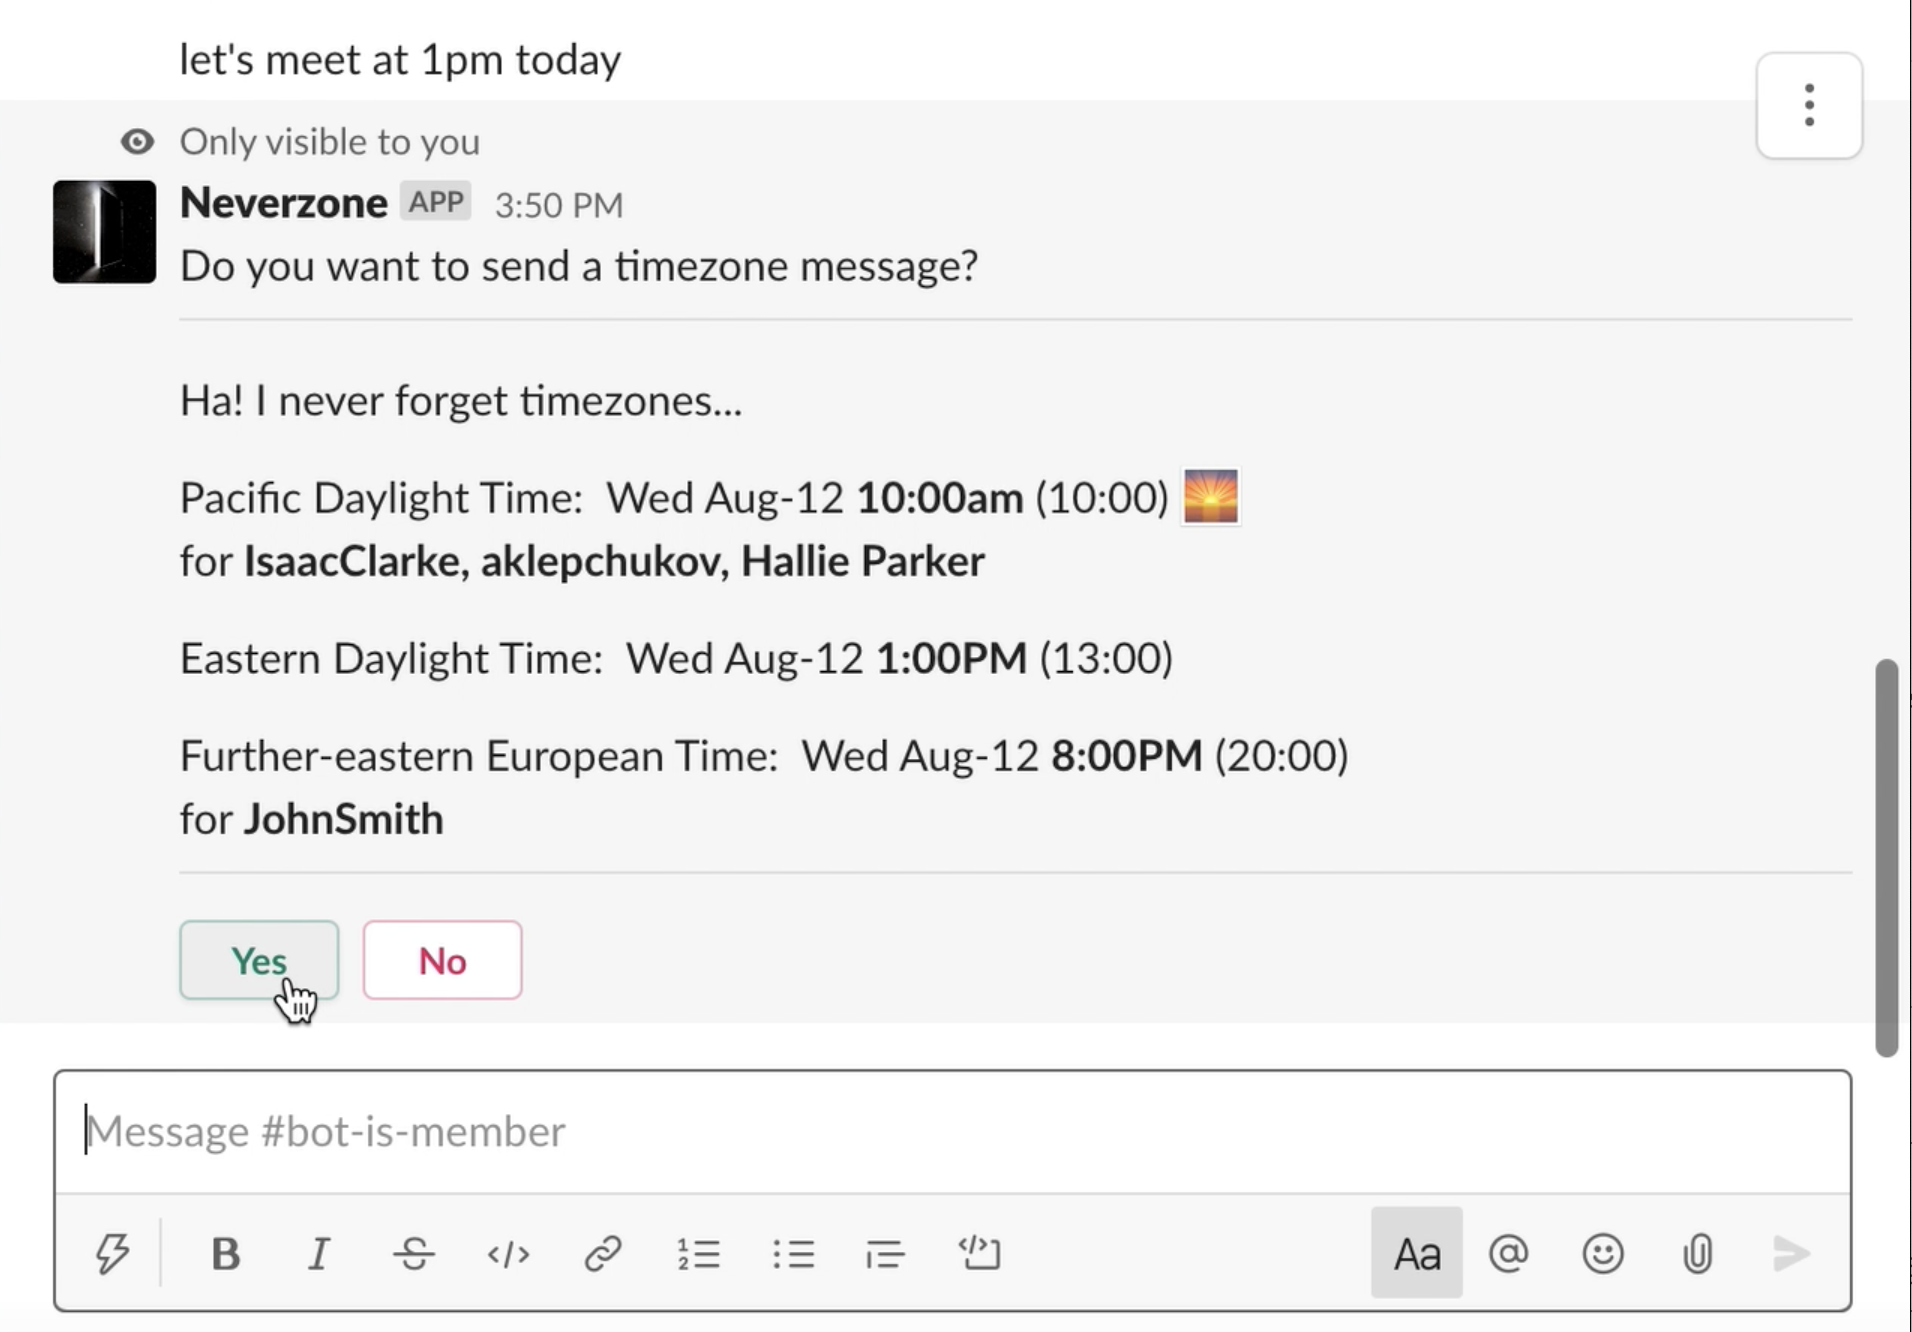 let's meet at 1pm today
Only visible to you
Neverzone APP 3:50 PM
Do you want to send a timezone message?
Ha! I never forget timezones...
Pacific Daylight Time:  Wed Aug-12 10:00am (10:00)
for IsaacClarke, aklepchukov, Hallie Parker
Eastern Daylight Time:  Wed Aug-12 1:00PM (13:00)
Further-eastern European Time:  Wed Aug-12 8:00PM (20:00)
for JohnSmith
Yes No
Message #bot-is-member
B I S </> Aa @